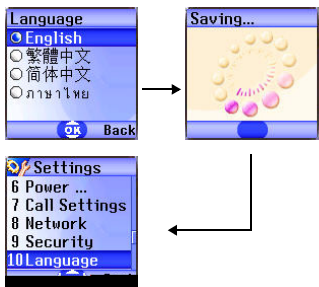 Language
English
繁體中文
简体中文
ภาษาไทย
OK Back
Saving...
Settings
6 Power ...
7 Call Settings
8 Network
9 Security
10 Language